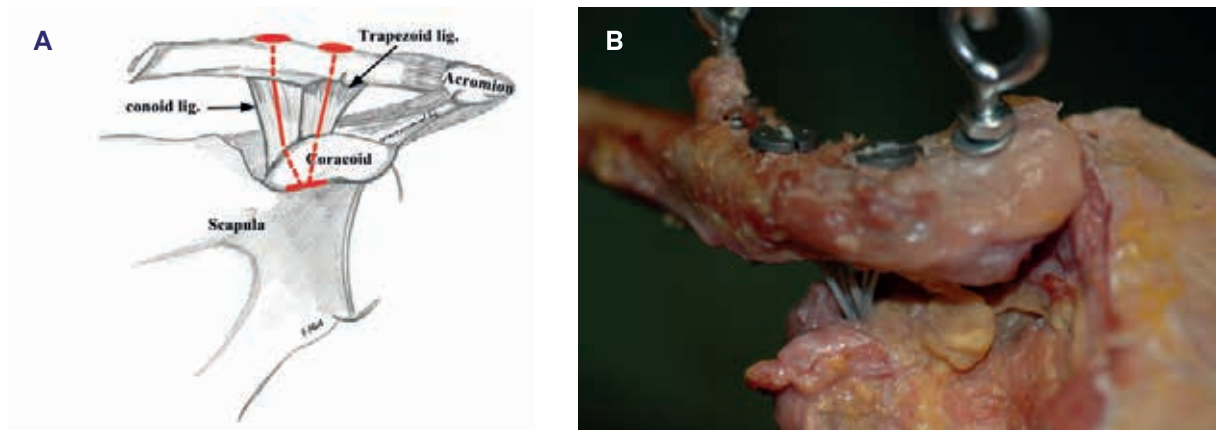 A
Trapezoid lig.
Acromion
conoid lig.
Coracoid
Scapula
B